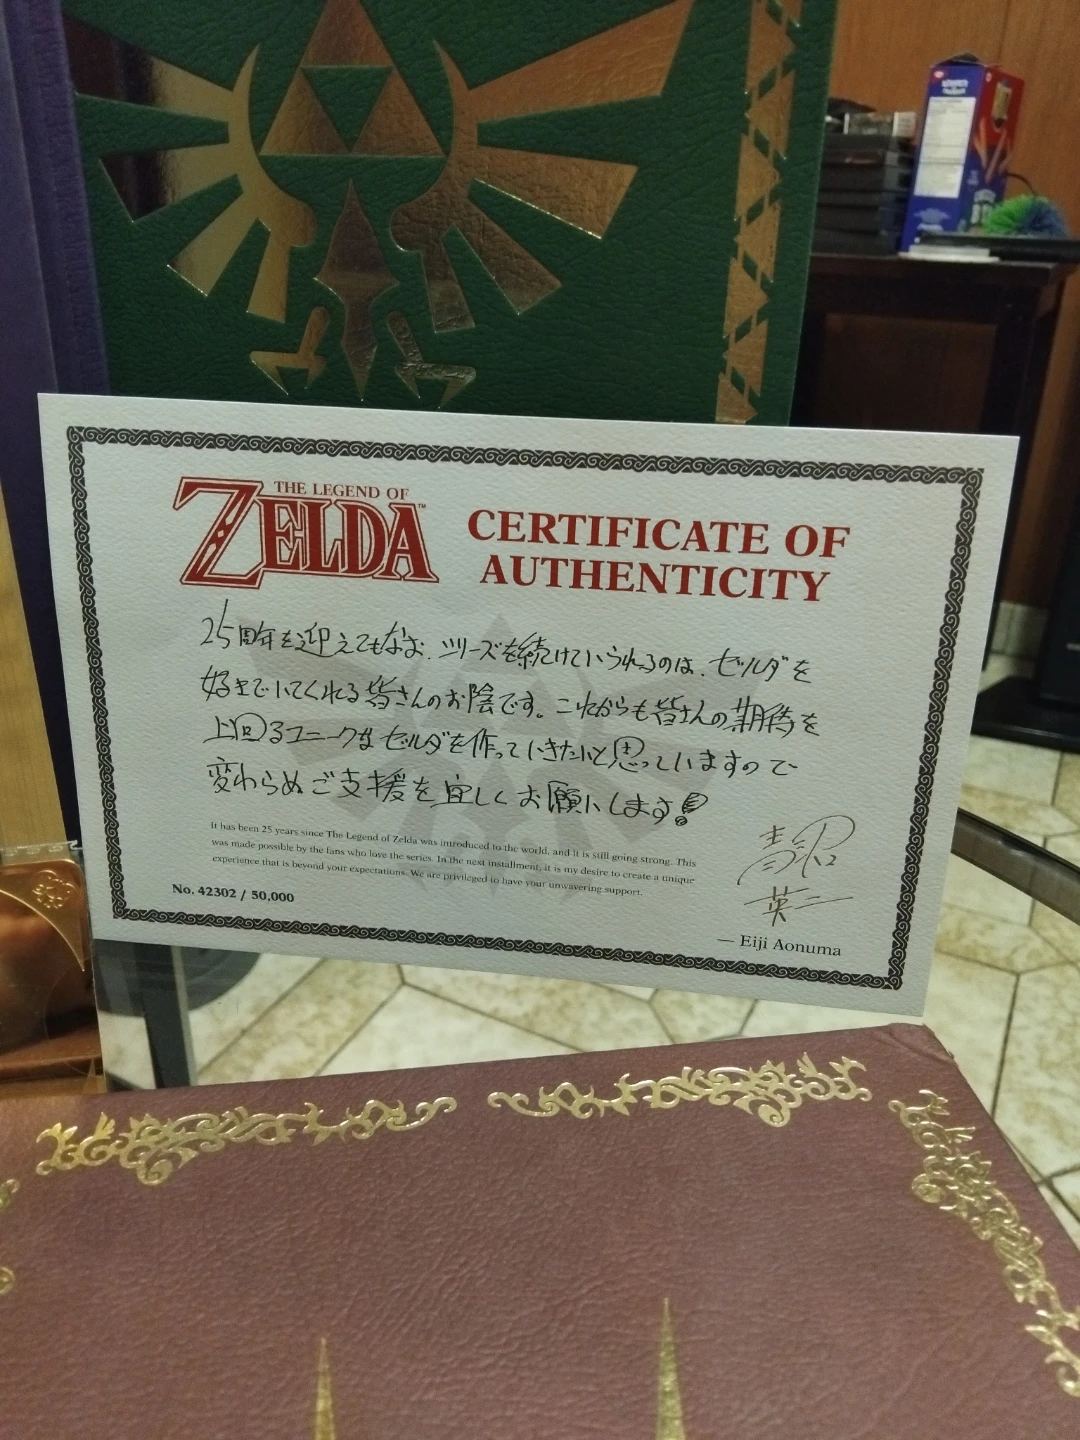 THE LEGEND OF
ZELDA™
CERTIFICATE OF
AUTHENTICITY
25周年を迎えてもなお、シリーズを続けていられるのは、ゼルダを
好きでいてくれる皆さんのお陰です。これからも皆さんの期待を
上回るユニークなゼルダを作っていきたいと思っていますので
変わらぬご支援を宜しくお願いします!
It has been 25 years since The Legend of Zelda was introduced to the world, and it is still going strong. This
was made possible by the fans who love the series. In the next installment, it is my desire to create a unique
experience that is beyond your expectations. We are privileged to have your unwavering support.
No. 42302 / 50,000
青沼
英二
— Eiji Aonuma